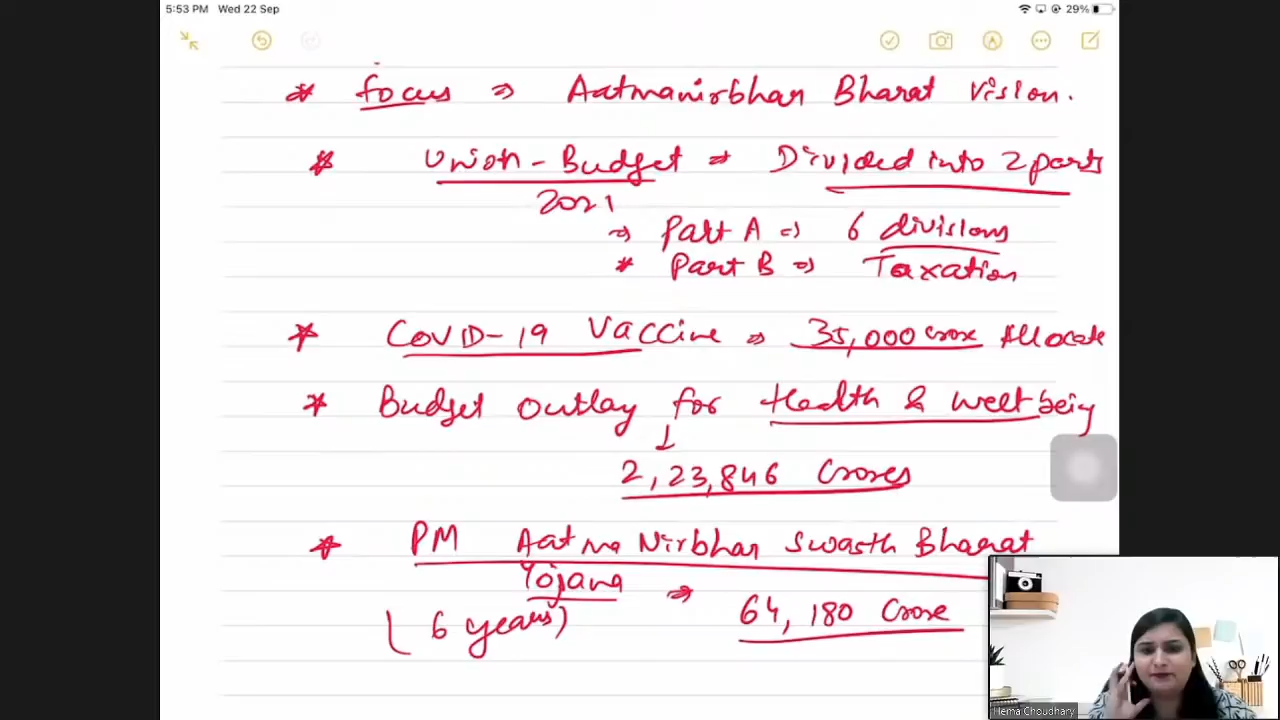 5:53 PM Wed 22 Sep 29%
* focus ⇒ Aatmanirbhar Bharat Vision.
* Union-Budget ⇒ Divided into 2 parts
2021
⇒ Part A ⇒ 6 divisions
* Part B ⇒ Taxation
* COVID-19 Vaccine ⇒ 35,000 crore Allocate
* Budget Outlay for Health & well being
↓
2,23,846 Crores
* PM Aatma Nirbhar Swasth Bharat
Yojana ⇒ 64,180 Crore
(6 years)
Hema Choudhary